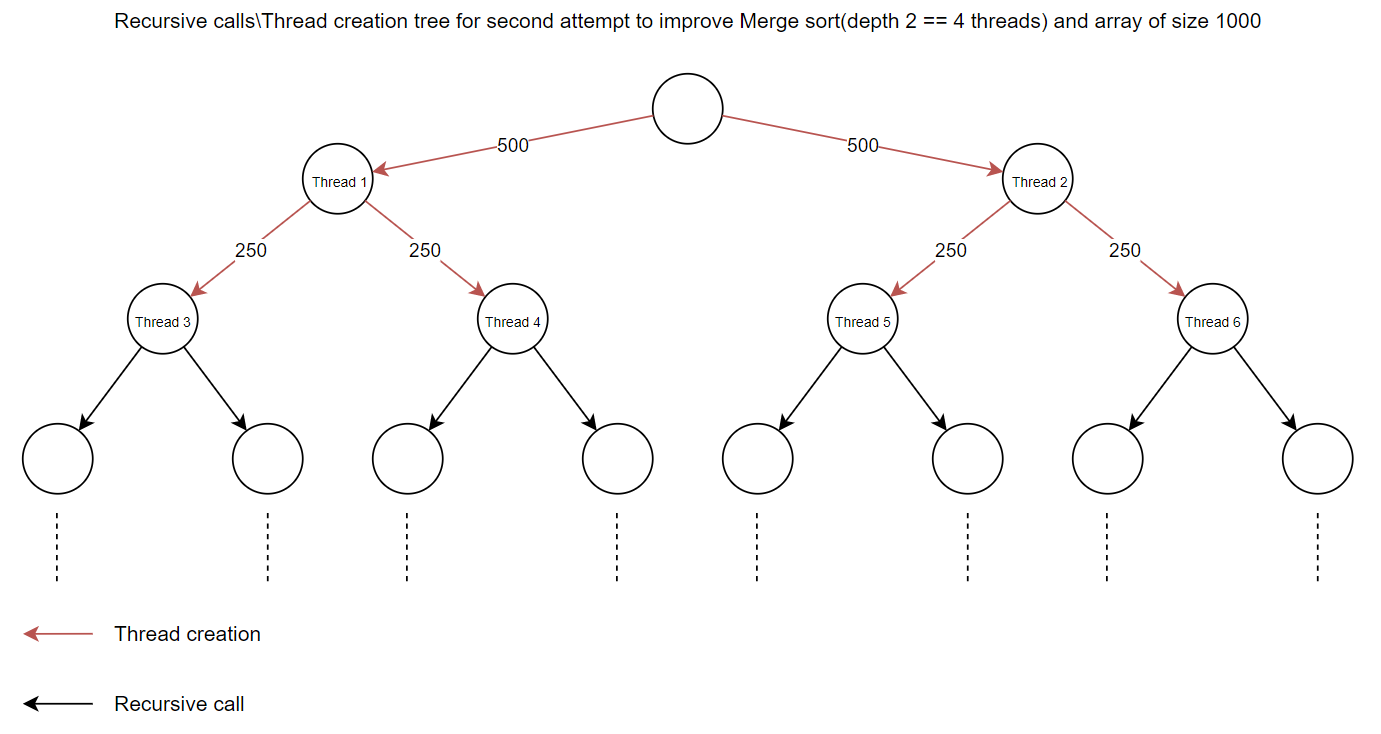 Recursive calls\Thread creation tree for second attempt to improve Merge sort(depth 2 == 4 threads) and array of size 1000
500
500
Thread 1
Thread 2
250
250
250
250
Thread 3
Thread 4
Thread 5
Thread 6
Thread creation
Recursive call